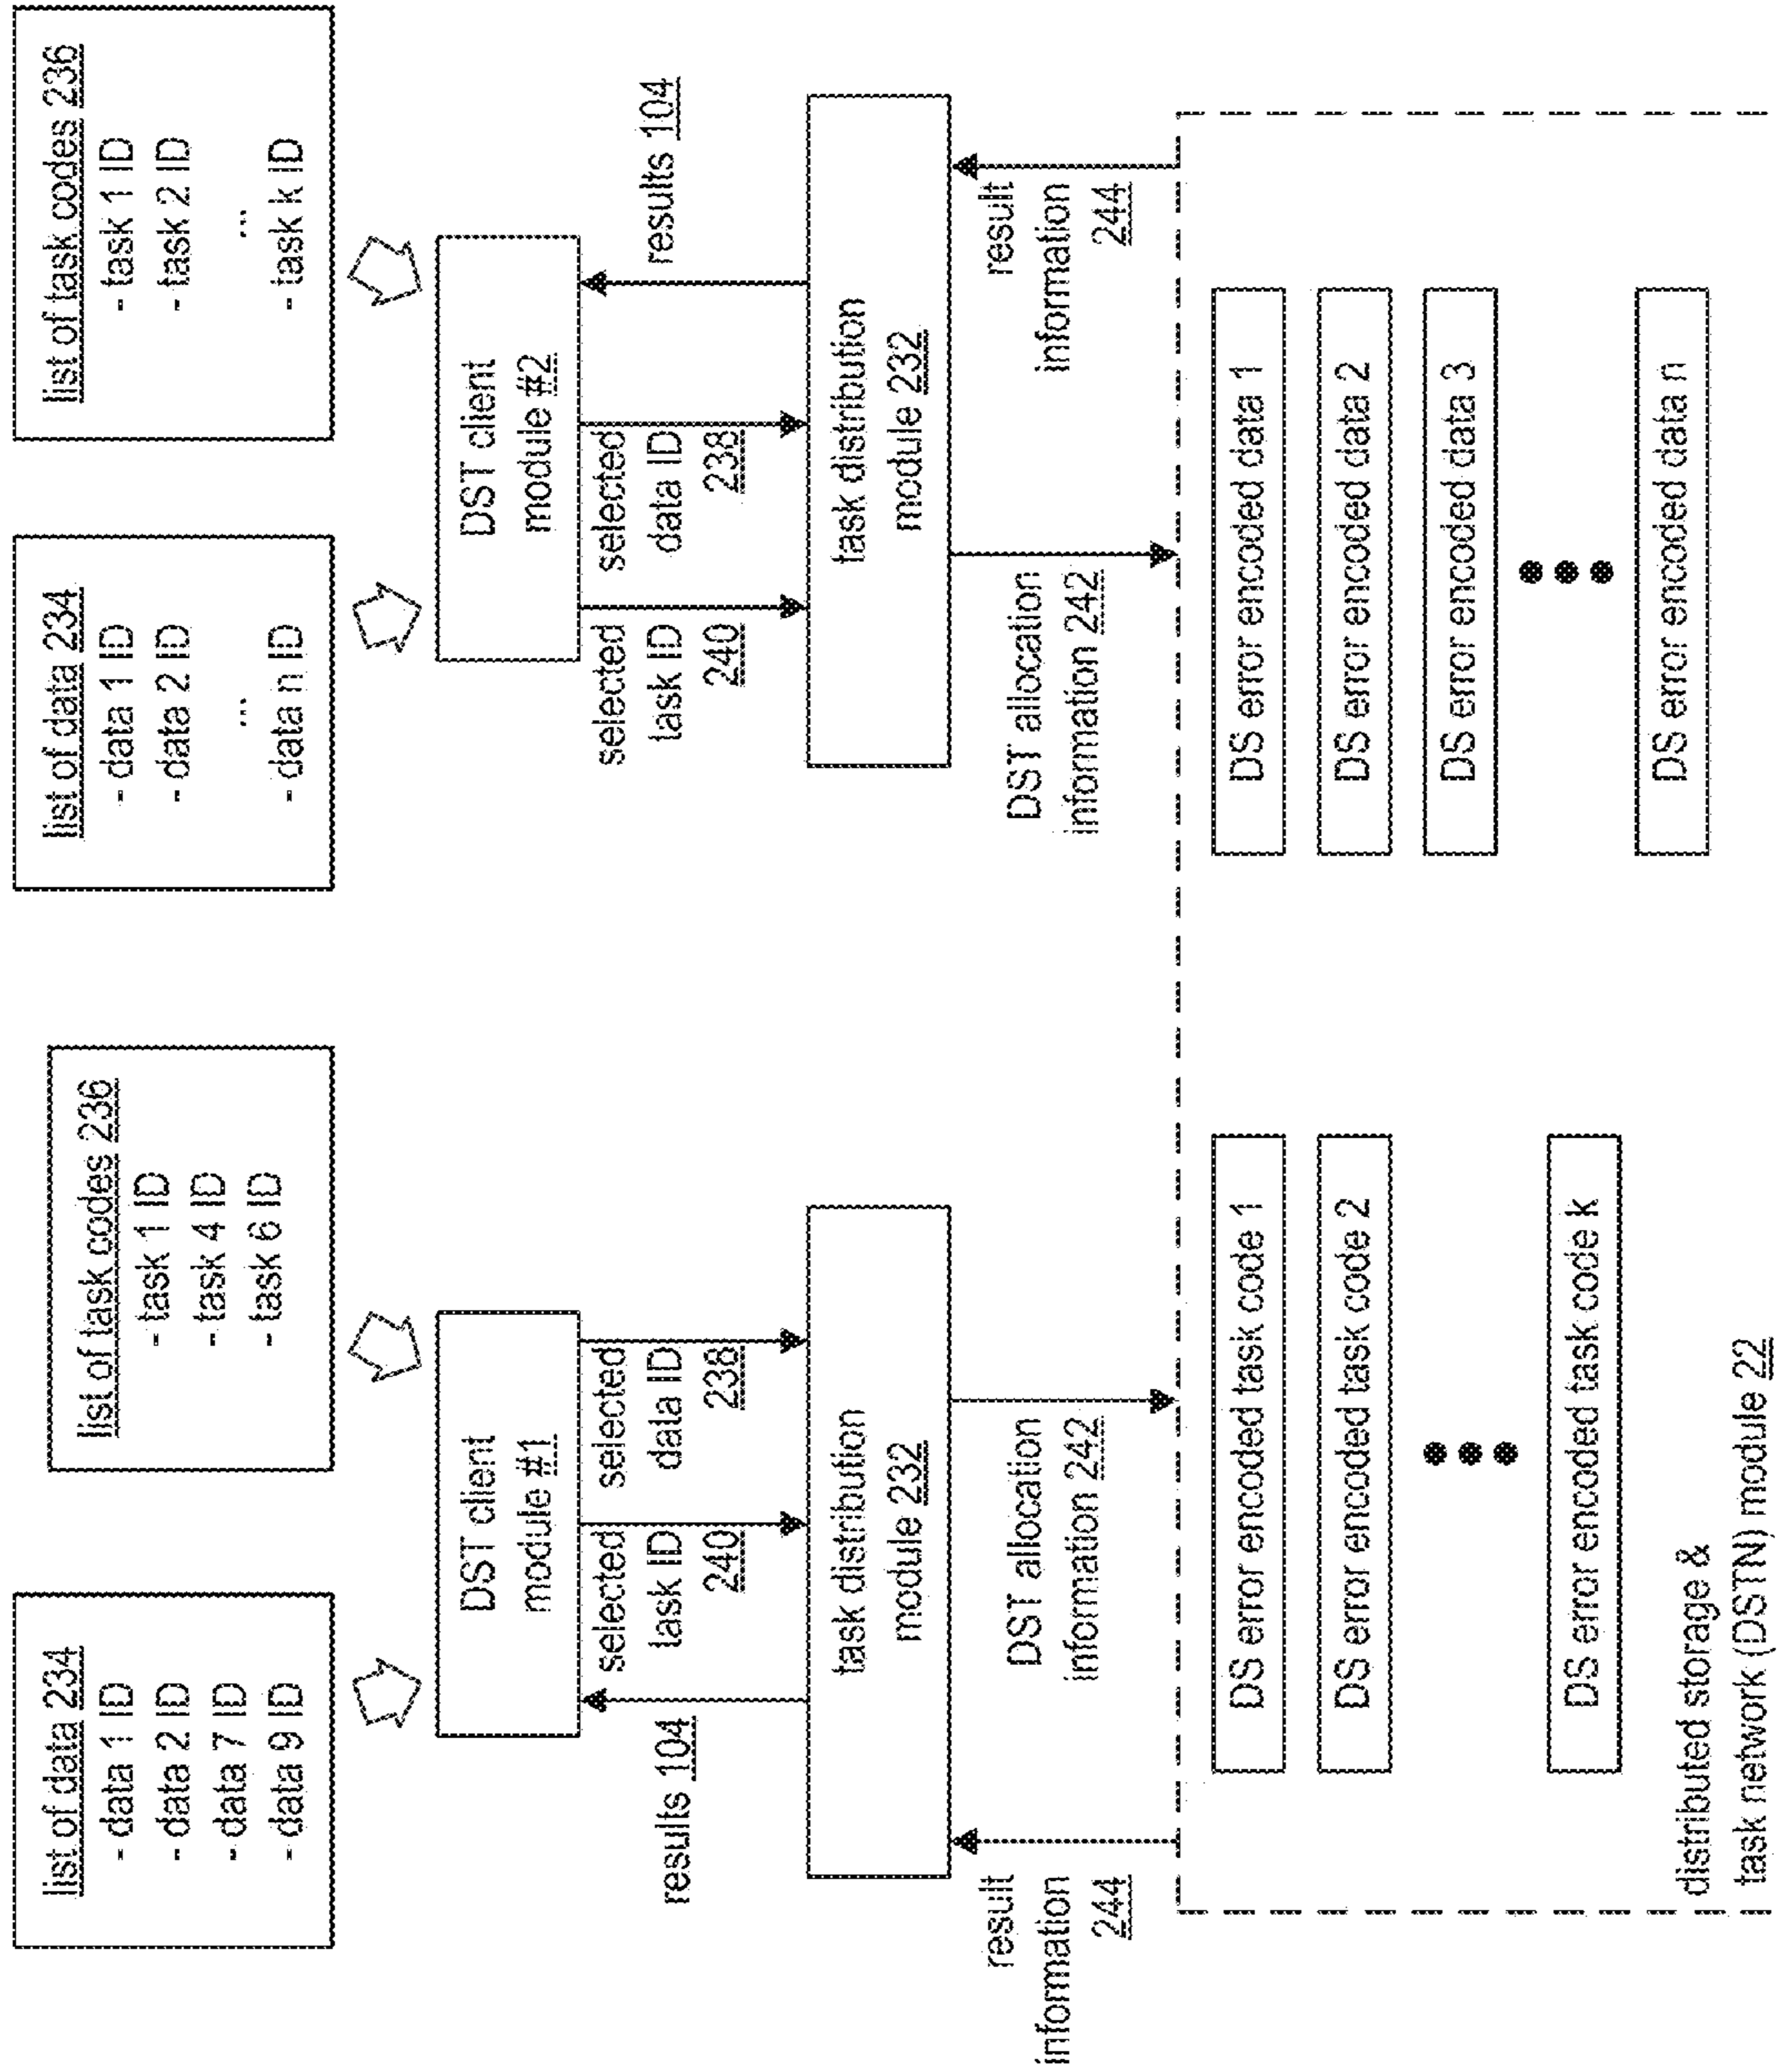 list of data 234
- data 1 ID
- data 2 ID
- data 7 ID
- data 9 ID
list of task codes 236
- task 1 ID
- task 4 ID
- task 6 ID
list of data 234
- data 1 ID
- data 2 ID
...
- data n ID
list of task codes 236
- task 1 ID
- task 2 ID
...
- task k ID
DST client
module #1
DST client
module #2
results 104
selected
task ID
240
selected
data ID
238
selected
task ID
240
selected
data ID
238
results 104
task distribution
module 232
task distribution
module 232
result
information
244
DST allocation
information 242
DST allocation
information 242
result
information
244
DS error encoded task code 1
DS error encoded task code 2
DS error encoded task code k
DS error encoded data 1
DS error encoded data 2
DS error encoded data 3
DS error encoded data n
distributed storage &
task network (DSTN) module 22